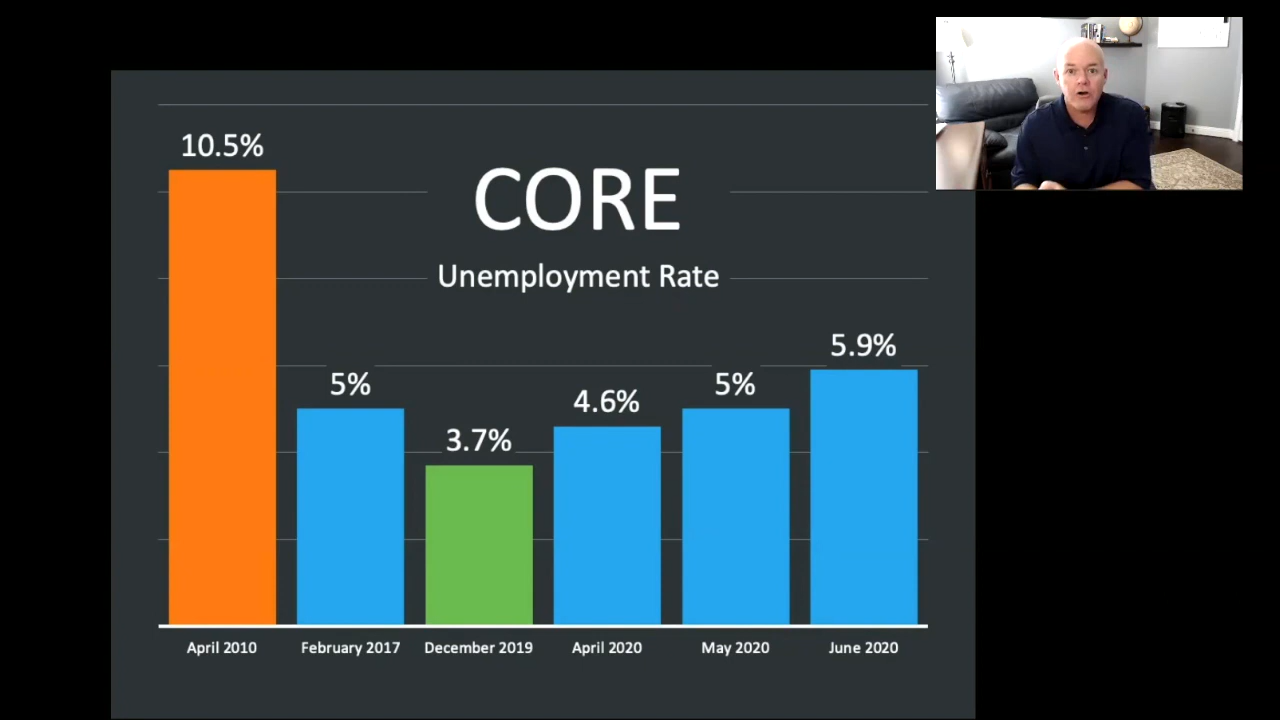 10.5%
CORE
Unemployment Rate
5.9%
5%
4.6%
5%
3.7%
April 2010
February 2017
December 2019
April 2020
May 2020
June 2020